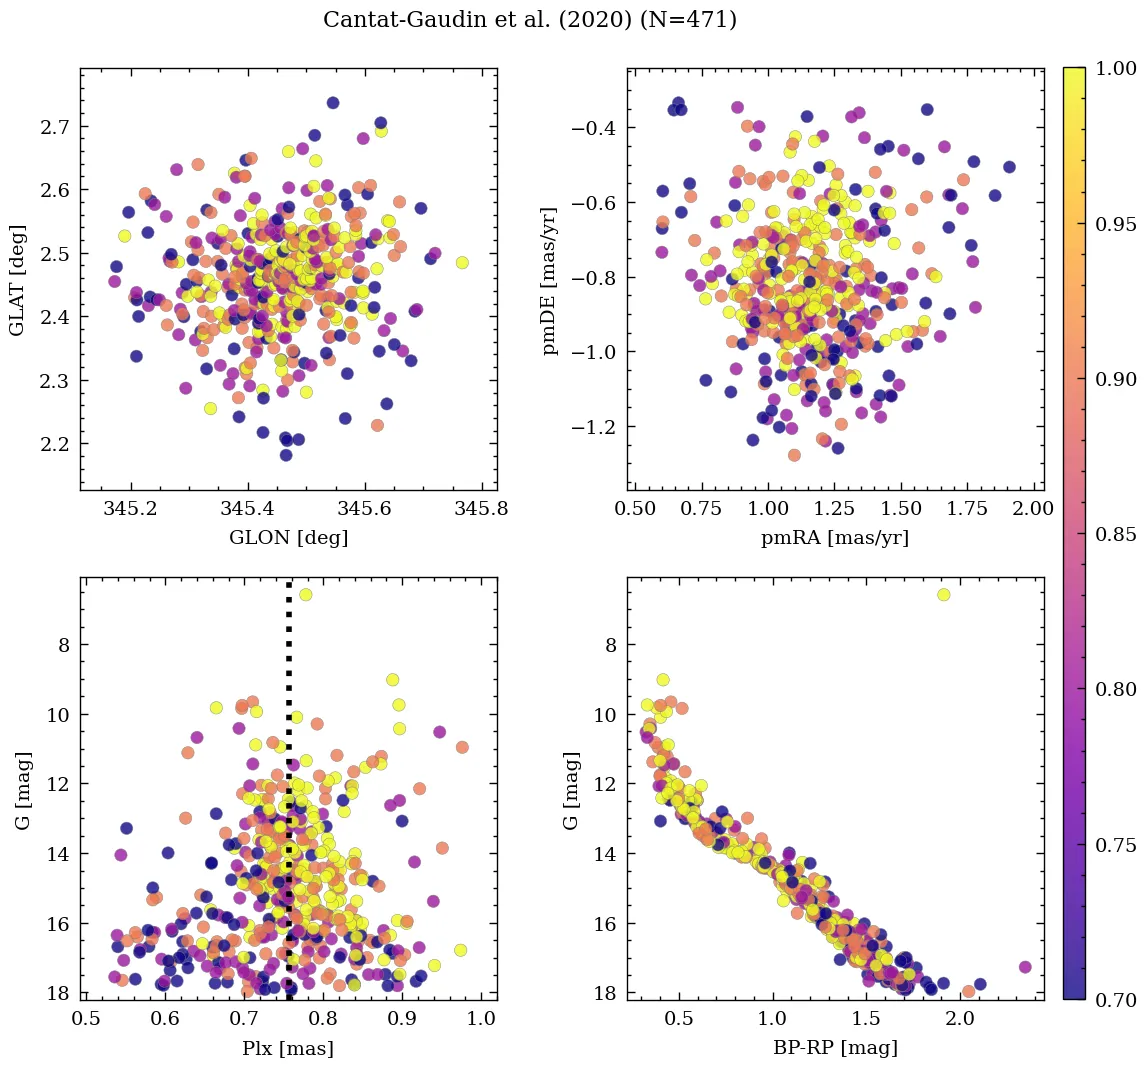 Cantat-Gaudin et al. (2020) (N=471)
2.7
2.6
2.5
2.4
2.3
2.2
GLAT [deg]
345.2 345.4 345.6 345.8
GLON [deg]
−0.4
−0.6
−0.8
−1.0
−1.2
pmDE [mas/yr]
0.50 0.75 1.00 1.25 1.50 1.75 2.00
pmRA [mas/yr]
8
10
12
14
16
18
G [mag]
0.5 0.6 0.7 0.8 0.9 1.0
Plx [mas]
8
10
12
14
16
18
G [mag]
0.5 1.0 1.5 2.0
BP-RP [mag]
1.00
0.95
0.90
0.85
0.80
0.75
0.70